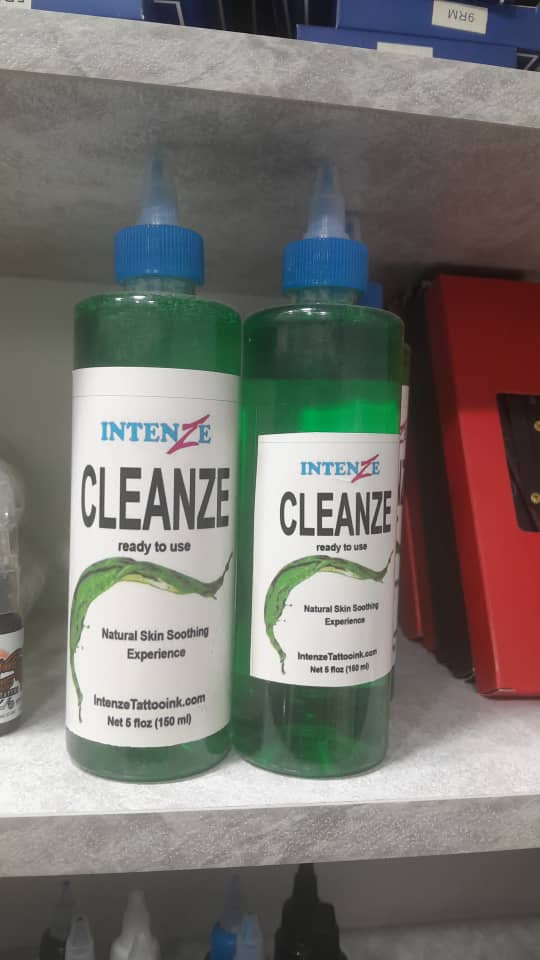 9RM
INTENZE
CLEANZE
ready to use
Natural Skin Soothing
Experience
IntenzeTattooink.com
Net 5 floz (150 ml)
INTENZE
CLEANZE
ready to use
Natural Skin Soothing
Experience
IntenzeTattooink.com
Net 5 floz (150 ml)